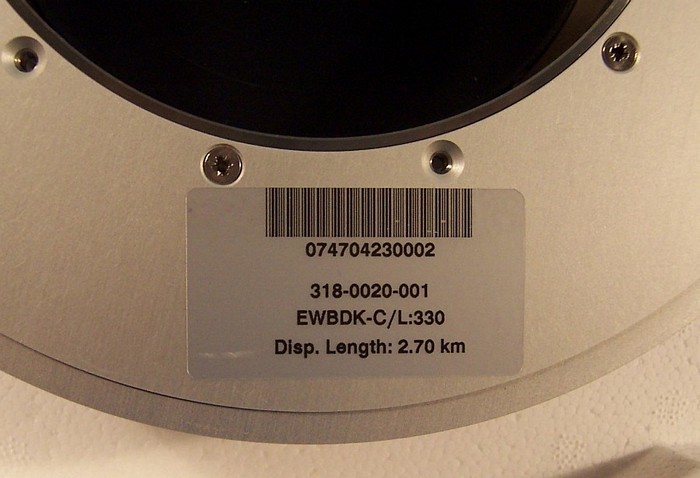 074704230002
318-0020-001
EWBDK-C/L:330
Disp. Length: 2.70 km